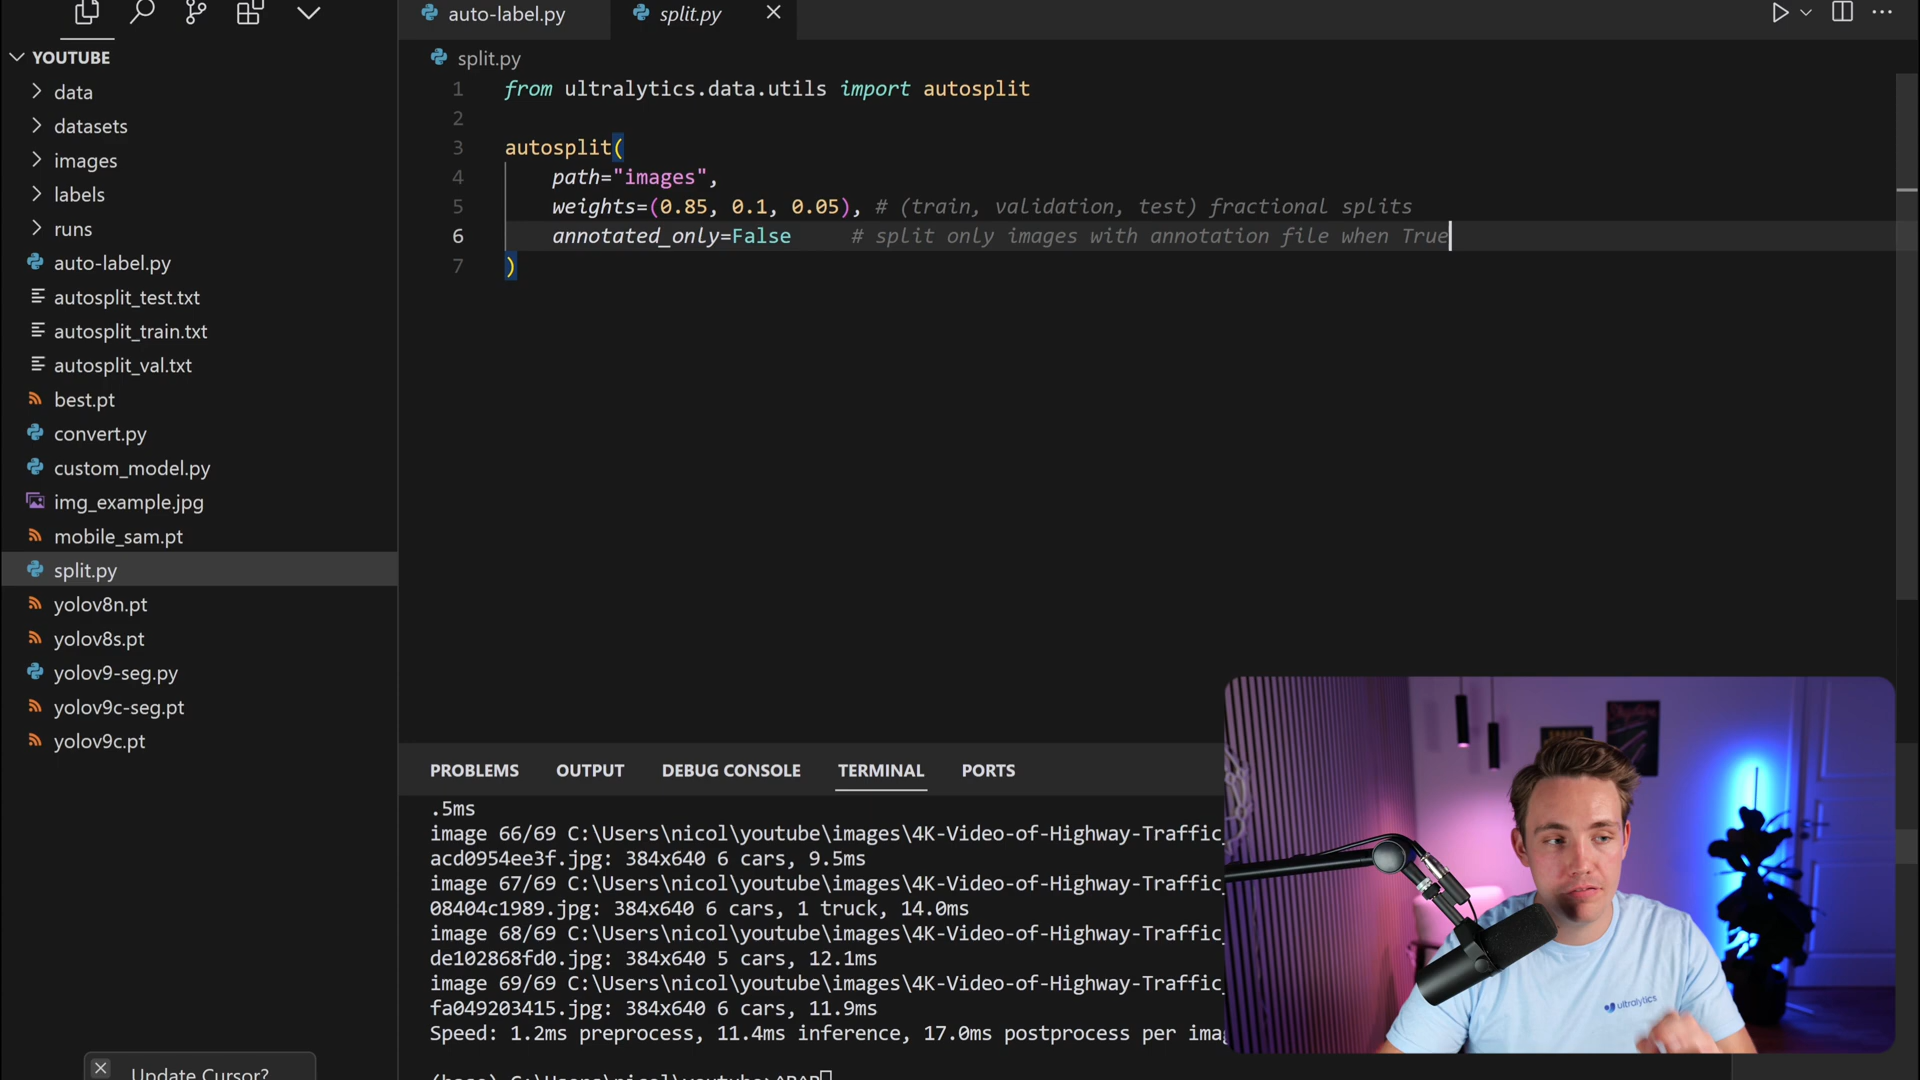 auto-label.py
split.py
YOUTUBE
data
datasets
images
labels
runs
auto-label.py
autosplit_test.txt
autosplit_train.txt
autosplit_val.txt
best.pt
convert.py
custom_model.py
img_example.jpg
mobile_sam.pt
split.py
yolov8n.pt
yolov8s.pt
yolov9-seg.py
yolov9c-seg.pt
yolov9c.pt
Update Cursor?
split.py
1 from ultralytics.data.utils import autosplit
2
3 autosplit(
4 path="images",
5 weights=(0.85, 0.1, 0.05), # (train, validation, test) fractional splits
6 annotated_only=False # split only images with annotation file when True
7 )
PROBLEMS OUTPUT DEBUG CONSOLE TERMINAL PORTS
.5ms
image 66/69 C:\Users\nicol\youtube\images\4K-Video-of-Highway-Traffic_
acd0954ee3f.jpg: 384x640 6 cars, 9.5ms
image 67/69 C:\Users\nicol\youtube\images\4K-Video-of-Highway-Traffic_
08404c1989.jpg: 384x640 6 cars, 1 truck, 14.0ms
image 68/69 C:\Users\nicol\youtube\images\4K-Video-of-Highway-Traffic_
de102868fd0.jpg: 384x640 5 cars, 12.1ms
image 69/69 C:\Users\nicol\youtube\images\4K-Video-of-Highway-Traffic_
fa049203415.jpg: 384x640 6 cars, 11.9ms
Speed: 1.2ms preprocess, 11.4ms inference, 17.0ms postprocess per ima
(base) C:\Users\nicol\youtube>
ultralytics